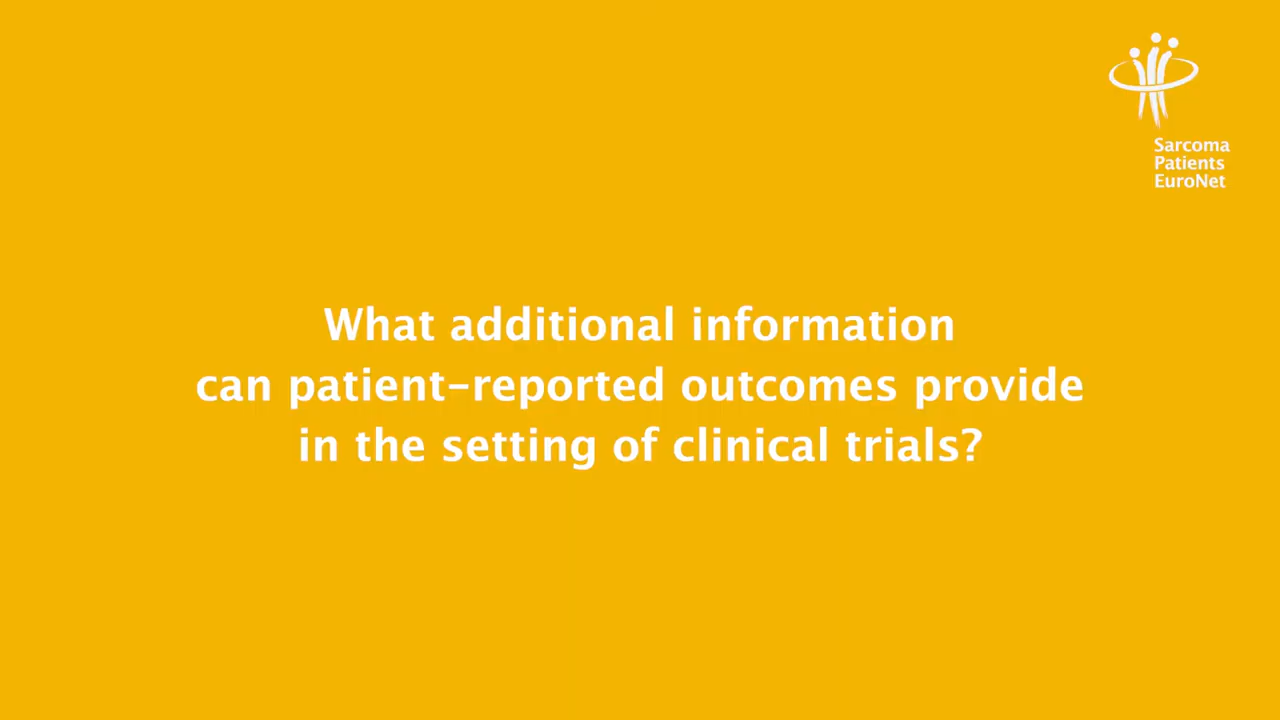 Sarcoma
Patients
EuroNet
What additional information
can patient-reported outcomes provide
in the setting of clinical trials?